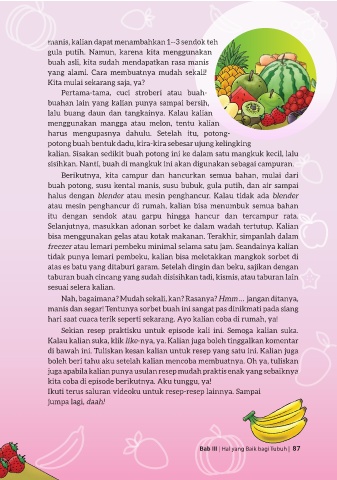 manis, kalian dapat menambahkan 1--3 sendok teh
gula putih. Namun, karena kita menggunakan
buah asli, kita sudah mendapatkan rasa manis
yang alami. Cara membuatnya mudah sekali!
Kita mulai sekarang saja, ya?
Pertama-tama, cuci stroberi atau buah-
buahan lain yang kalian punya sampai bersih,
lalu buang daun dan tangkainya. Kalau kalian
menggunakan mangga atau melon, tentu kalian
harus mengupasnya dahulu. Setelah itu, potong-
potong buah bentuk dadu, kira-kira sebesar ujung kelingking
kalian. Sisakan sedikit buah potong ini ke dalam satu mangkuk kecil, lalu
sisihkan. Nanti, buah di mangkuk ini akan digunakan sebagai campuran.
Berikutnya, kita campur dan hancurkan semua bahan, mulai dari
buah potong, susu kental manis, susu bubuk, gula putih, dan air sampai
halus dengan blender atau mesin penghancur. Kalau tidak ada blender
atau mesin penghancur di rumah, kalian bisa menumbuk semua bahan
itu dengan sendok atau garpu hingga hancur dan tercampur rata.
Selanjutnya, masukkan adonan sorbet ke dalam wadah tertutup. Kalian
bisa menggunakan gelas atau kotak makanan. Terakhir, simpanlah dalam
freezer atau lemari pembeku minimal selama satu jam. Seandainya kalian
tidak punya lemari pembeku, kalian bisa meletakkan mangkok sorbet di
atas es batu yang ditaburi garam. Setelah dingin dan beku, sajikan dengan
taburan buah cincang yang sudah disisihkan tadi, kismis, atau taburan lain
sesuai selera kalian.
Nah, bagaimana? Mudah sekali, kan? Rasanya? Hmm... jangan ditanya,
manis dan segar! Tentunya sorbet buah ini sangat pas dinikmati pada siang
hari saat cuaca terik seperti sekarang. Ayo kalian coba di rumah, ya!
Sekian resep praktisku untuk episode kali ini. Semoga kalian suka.
Kalau kalian suka, klik like-nya, ya. Kalian juga boleh tinggalkan komentar
di bawah ini. Tuliskan kesan kalian untuk resep yang satu ini. Kalian juga
boleh beri tahu aku setelah kalian mencoba membuatnya. Oh ya, tuliskan
juga apabila kalian punya usulan resep mudah praktis enak yang sebaiknya
kita coba di episode berikutnya. Aku tunggu, ya!
Ikuti terus saluran videoku untuk resep-resep lainnya. Sampai
jumpa lagi, daah!
Bab III | Hal yang Baik bagi Tubuh | 87